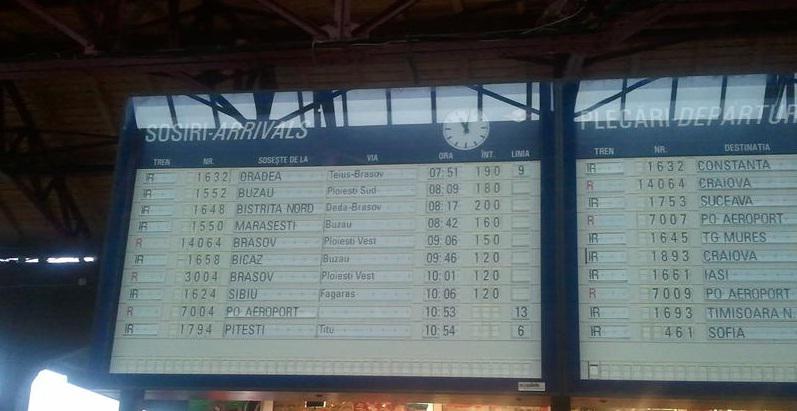 SOSIRI-ARRIVALS
TREN NR. SOSEŞTE DE LA VIA ORA ÎNT. LINIA
IR 1632 ORADEA Teius-Brasov 07:51 190 9
IR 1552 BUZAU Ploiesti Sud 08:09 180
IR 1648 BISTRITA NORD Deda-Brasov 08:17 200
IR 1550 MARASESTI Buzau 08:42 160
R 14064 BRASOV Ploiesti Vest 09:06 150
IR 1658 BICAZ Buzau 09:46 120
R 3004 BRASOV Ploiesti Vest 10:01 120
IR 1624 SIBIU Fagaras 10:06 120
R 7004 PO AEROPORT 10:53 13
IR 1794 PITESTI Titu 10:54 6
PLECĂRI-DEPARTUR
TREN NR. DESTINAŢIA
IR 1632 CONSTANTA
R 14064 CRAIOVA
IR 1753 SUCEAVA
R 7007 PO AEROPORT
IR 1645 TG MURES
IR 1893 CRAIOVA
IR 1661 IASI
R 7009 PO AEROPORT
IR 1693 TIMISOARA N
IR 461 SOFIA